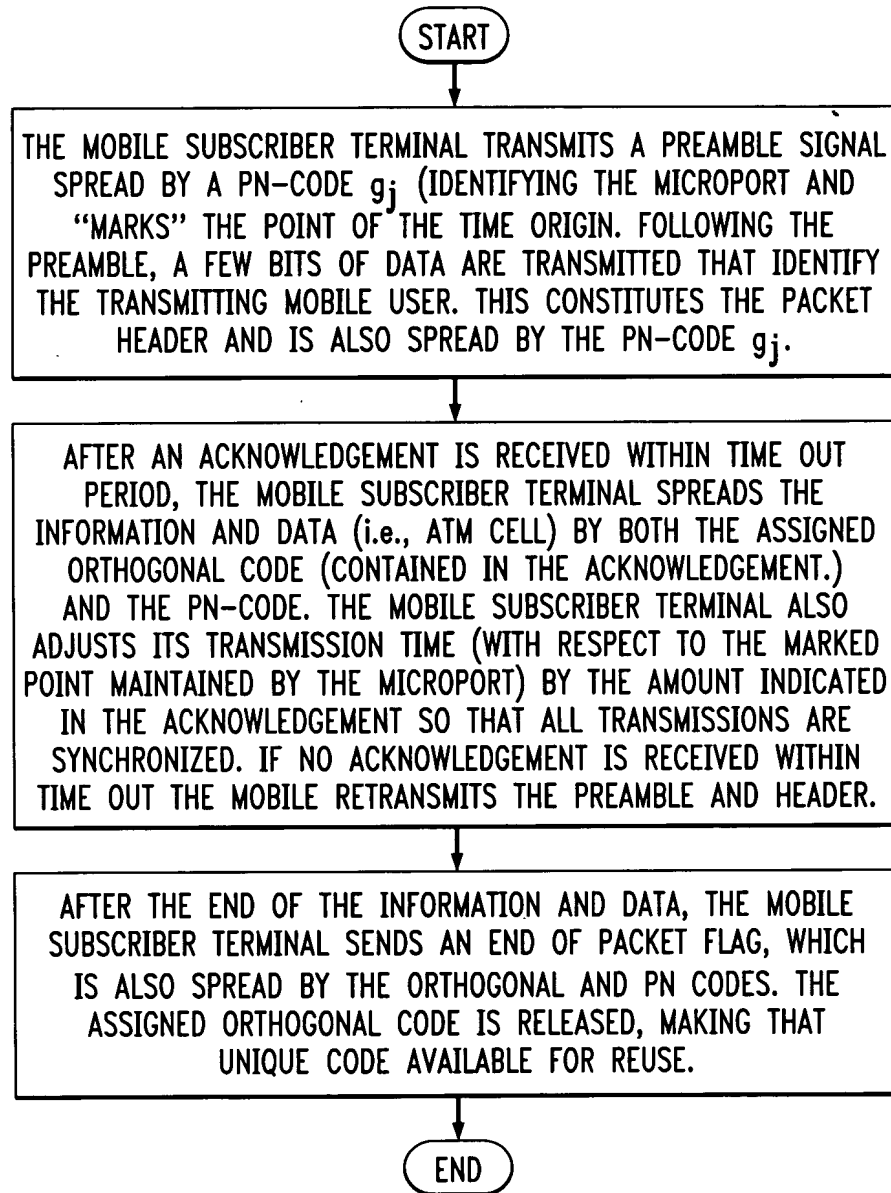 START
THE MOBILE SUBSCRIBER TERMINAL TRANSMITS A PREAMBLE SIGNAL
SPREAD BY A PN-CODE gj (IDENTIFYING THE MICROPORT AND
“MARKS” THE POINT OF THE TIME ORIGIN. FOLLOWING THE
PREAMBLE, A FEW BITS OF DATA ARE TRANSMITTED THAT IDENTIFY
THE TRANSMITTING MOBILE USER. THIS CONSTITUTES THE PACKET
HEADER AND IS ALSO SPREAD BY THE PN-CODE gj.
AFTER AN ACKNOWLEDGEMENT IS RECEIVED WITHIN TIME OUT
PERIOD, THE MOBILE SUBSCRIBER TERMINAL SPREADS THE
INFORMATION AND DATA (i.e., ATM CELL) BY BOTH THE ASSIGNED
ORTHOGONAL CODE (CONTAINED IN THE ACKNOWLEDGEMENT.)
AND THE PN-CODE. THE MOBILE SUBSCRIBER TERMINAL ALSO
ADJUSTS ITS TRANSMISSION TIME (WITH RESPECT TO THE MARKED
POINT MAINTAINED BY THE MICROPORT) BY THE AMOUNT INDICATED
IN THE ACKNOWLEDGEMENT SO THAT ALL TRANSMISSIONS ARE
SYNCHRONIZED. IF NO ACKNOWLEDGEMENT IS RECEIVED WITHIN
TIME OUT THE MOBILE RETRANSMITS THE PREAMBLE AND HEADER.
AFTER THE END OF THE INFORMATION AND DATA, THE MOBILE
SUBSCRIBER TERMINAL SENDS AN END OF PACKET FLAG, WHICH
IS ALSO SPREAD BY THE ORTHOGONAL AND PN CODES. THE
ASSIGNED ORTHOGONAL CODE IS RELEASED, MAKING THAT
UNIQUE CODE AVAILABLE FOR REUSE.
END